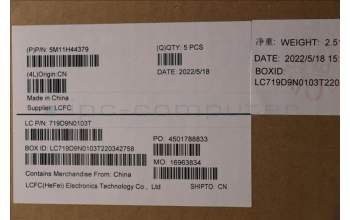 (P)P/N: 5M11H44379
(Q)QTY: 5 PCS
(4L)Origin:CN
DATE: 2022/5/18
Made in China
Supplier: LCFC
净重: WEIGHT: 2.5
DATE: 2022/5/18 15:
BOXID:
LC719D9N0103T220
LC P/N: 719D9N0103T
PO: 4501788833
BOX ID: LC719D9N0103T220342758
MO: 16963834
Contains Merchandise From: China
LCFC(HeFei) Electronics Technology Co., Ltd
SHIPTO: CN